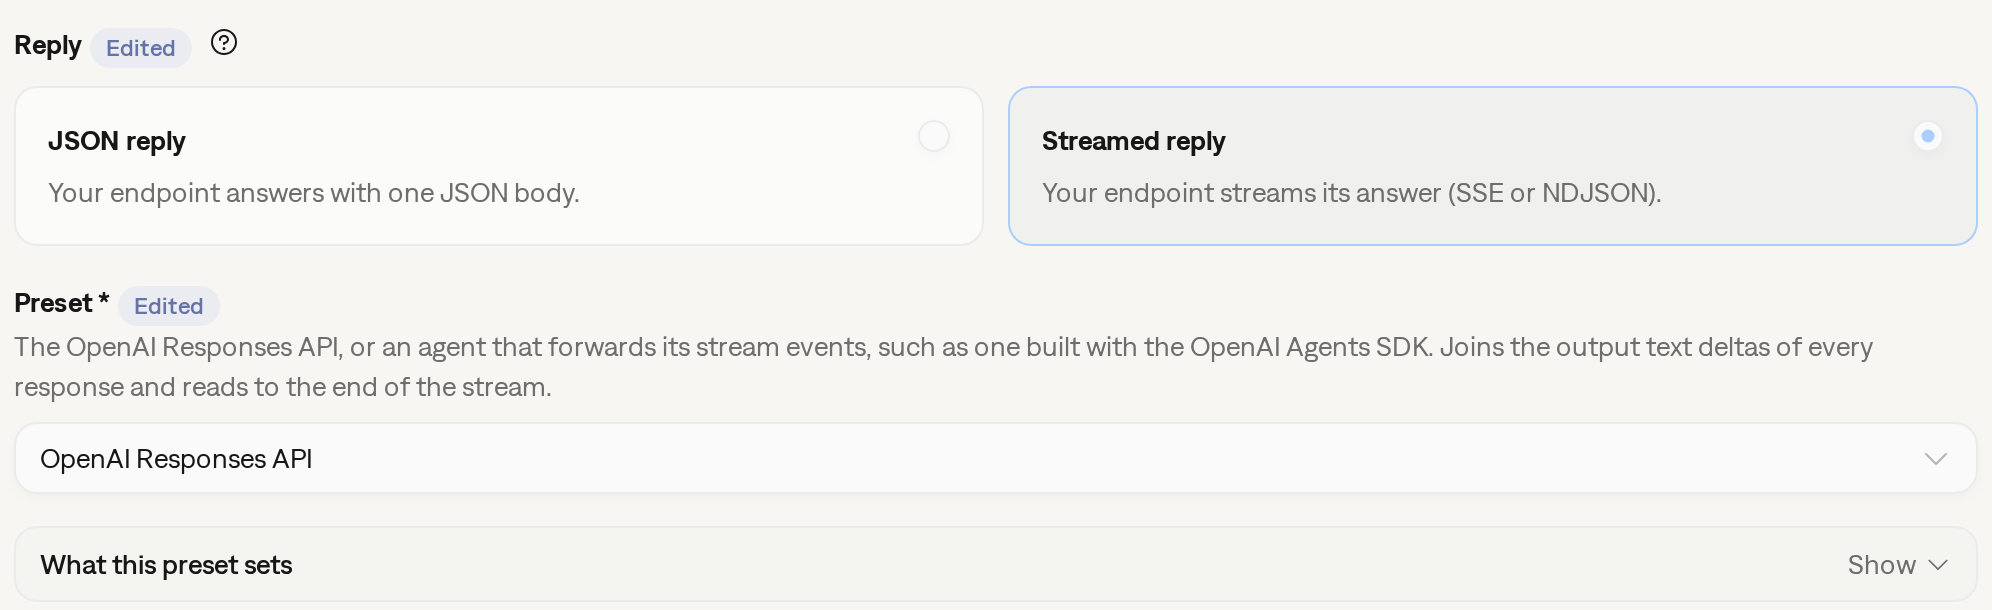 Reply Edited
JSON reply
Your endpoint answers with one JSON body.
Streamed reply
Your endpoint streams its answer (SSE or NDJSON).
Preset * Edited
The OpenAI Responses API, or an agent that forwards its stream events, such as one built with the OpenAI Agents SDK. Joins the output text deltas of every
response and reads to the end of the stream.
OpenAI Responses API
What this preset sets
Show